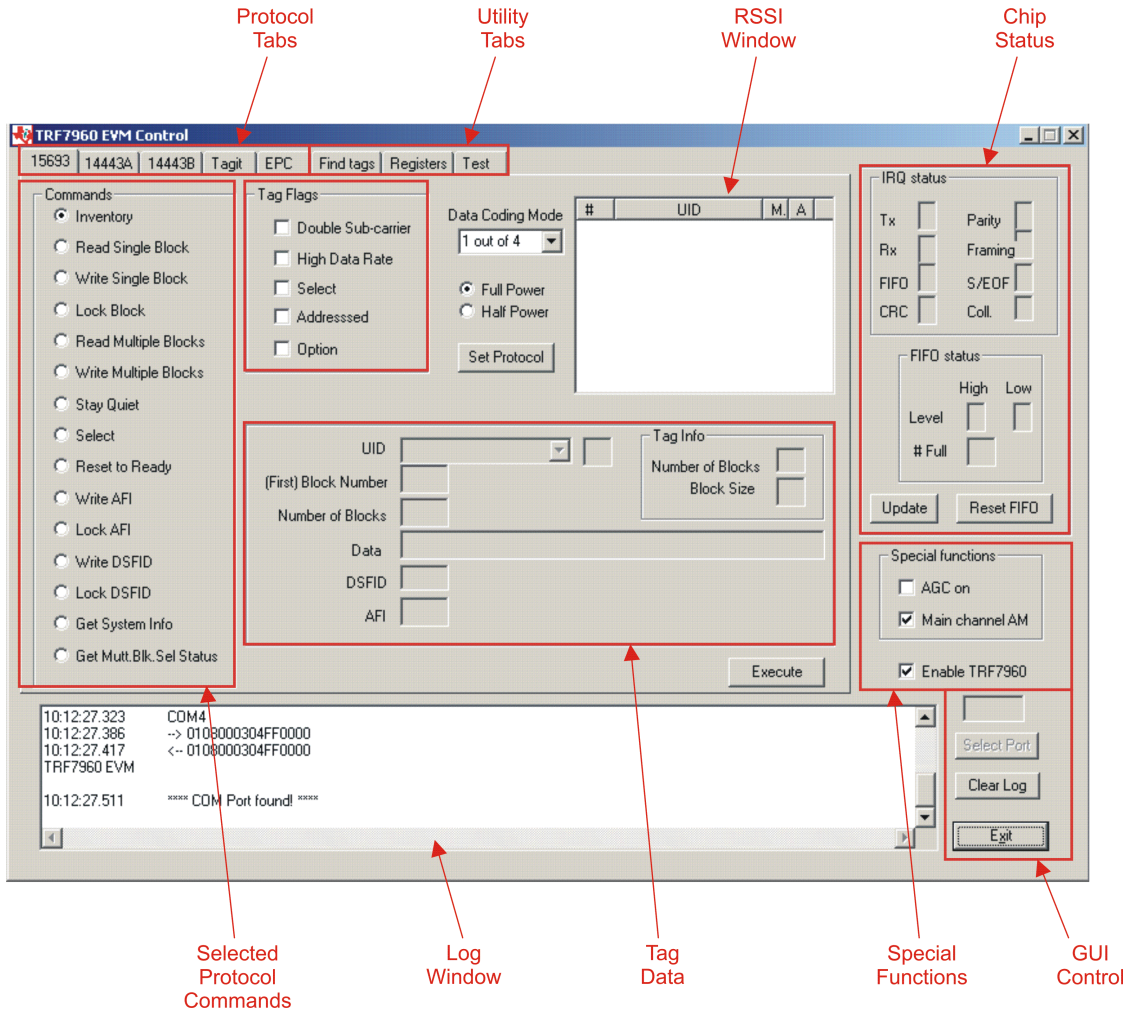 Protocol
Tabs
Utility
Tabs
RSSI
Window
Chip
Status
TRF7960 EVM Control
15693 14443A 14443B Tagit EPC Find tags Registers Test
Commands
Inventory
Read Single Block
Write Single Block
Lock Block
Read Multiple Blocks
Write Multiple Blocks
Stay Quiet
Select
Reset to Ready
Write AFI
Lock AFI
Write DSFID
Lock DSFID
Get System Info
Get Mutt.Blk.Sel Status
Tag Flags
Double Sub-carrier
High Data Rate
Select
Addresssed
Option
Data Coding Mode
1 out of 4
Full Power
Half Power
Set Protocol
# UID M. A
IRQ status
Tx Parity
Rx Framing
FIFO S/EOF
CRC Coll.
FIFO status
High Low
Level
# Full
Update Reset FIFO
UID
(First) Block Number
Number of Blocks
Data
DSFID
AFI
Tag Info
Number of Blocks
Block Size
Execute
Special functions
AGC on
Main channel AM
Enable TRF7960
10:12:27.323 COM4
10:12:27.386 --> 0108000304FF0000
10:12:27.417 <-- 0108000304FF0000
TRF7960 EVM
10:12:27.511 **** COM Port found! ****
Select Port
Clear Log
Exit
Selected
Protocol
Commands
Log
Window
Tag
Data
Special
Functions
GUI
Control